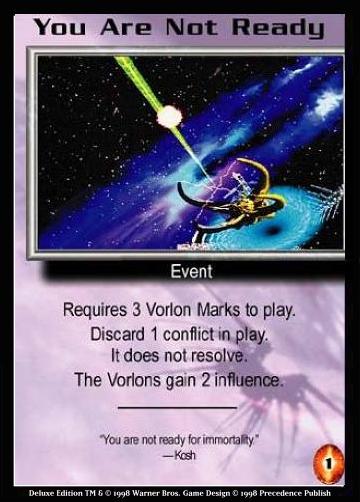 You Are Not Ready
Event
Requires 3 Vorlon Marks to play.
Discard 1 conflict in play.
It does not resolve.
The Vorlons gain 2 influence.
"You are not ready for immortality."
—Kosh
1
Deluxe Edition TM & © 1998 Warner Bros. Game Design © 1998 Precedence Publish